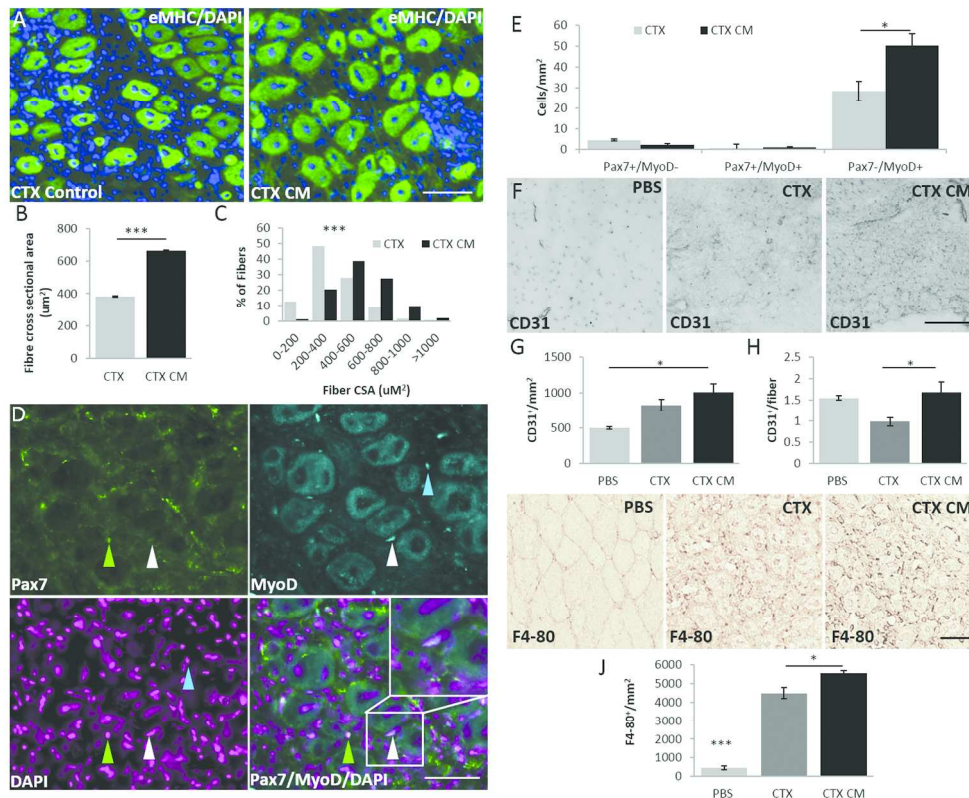 A
eMHC/DAPI
eMHC/DAPI
CTX Control
CTX CM
B
Fibre cross sectional area
(um²)
800
600
400
200
0
***
CTX
CTX CM
C
% of Fibers
60
50
40
30
20
10
0
***
CTX
CTX CM
0-200
200-400
400-600
600-800
800-1000
>1000
Fiber CSA (uM²)
D
Pax7
MyoD
DAPI
Pax7/MyoD/DAPI
E
CTX
CTX CM
*
Cells/mm²
60
50
40
30
20
10
0
Pax7+/MyoD-
Pax7+/MyoD+
Pax7-/MyoD+
F
PBS
CTX
CTX CM
CD31
CD31
CD31
G
*
CD31⁺/mm²
1500
1000
500
0
PBS
CTX
CTX CM
H
*
CD31⁺/fiber
2
1.5
1
0.5
0
PBS
CTX
CTX CM
PBS
CTX
CTX CM
F4-80
F4-80
F4-80
J
*
F4-80⁺/mm²
6000
5000
4000
3000
2000
1000
0
***
PBS
CTX
CTX CM